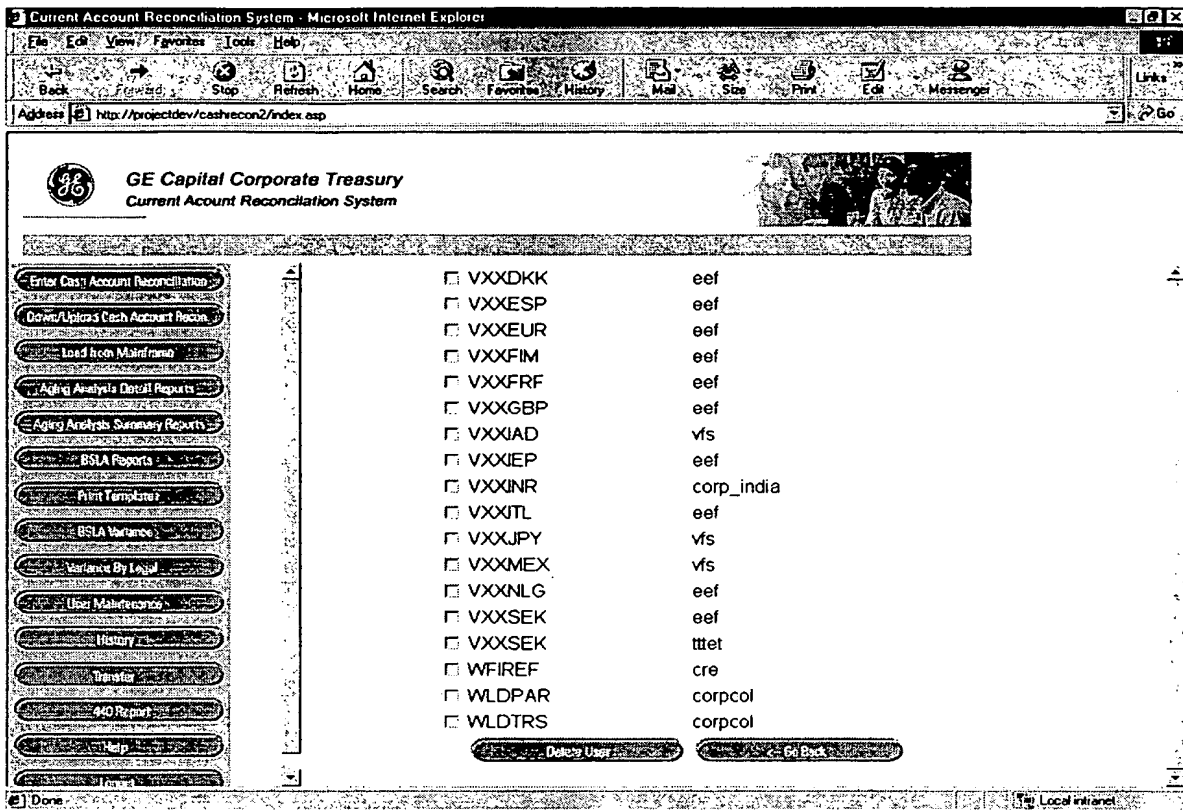 Current Account Reconciliation System - Microsoft Internet Explorer
File Edit View Favorites Tools Help
Back Forward Stop Refresh Home Search Favorites History Mail Size Print Edit Messenger Links
Address http://projectdev/cashrecon2/index.asp Go
GE Capital Corporate Treasury
Current Acount Reconciliation System
Enter Cash Account Reconciliation
Down/Upload Cash Account Recon.
Load from Mainframe
Aging Analysis Detail Reports
Aging Analysis Summary Reports
BSLA Reports
Print Templates
BSLA Variance
Variance By Legal
User Maintenance
History
Transfer
440 Report
Help
VXXDKK eef
VXXESP eef
VXXEUR eef
VXXFIM eef
VXXFRF eef
VXXGBP eef
VXXIAD vfs
VXXIEP eef
VXXINR corp_india
VXXITL eef
VXXJPY vfs
VXXMEX vfs
VXXNLG eef
VXXSEK eef
VXXSEK tttet
WFIREF cre
WLDPAR corpcol
WLDTRS corpcol
Delete User <-- Go Back
Done Local intranet